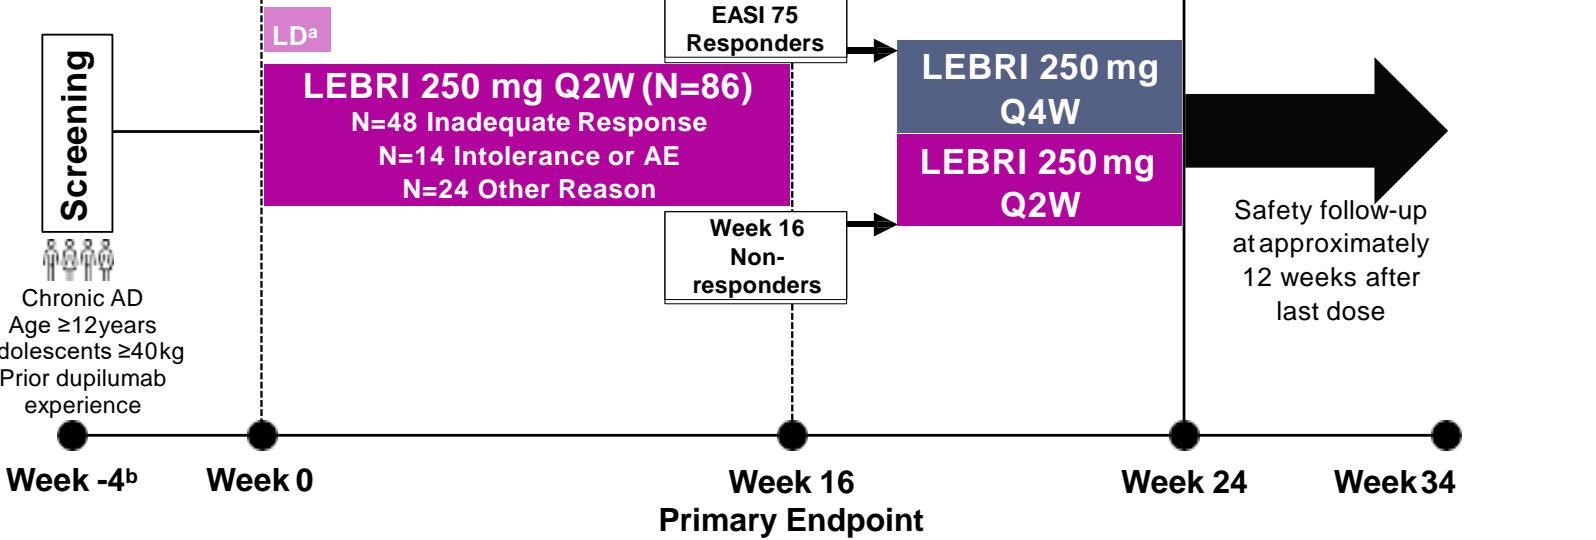 LDa
EASI 75
Responders
LEBRI 250 mg Q2W (N=86)
N=48 Inadequate Response
N=14 Intolerance or AE
N=24 Other Reason
LEBRI 250 mg
Q4W
LEBRI 250 mg
Q2W
Screening
Week 16
Non-
responders
Safety follow-up
at approximately
12 weeks after
last dose
Chronic AD
Age ≥12years
dolescents ≥40kg
Prior dupilumab
experience
Week -4b
Week 0
Week 16
Primary Endpoint
Week 24
Week 34